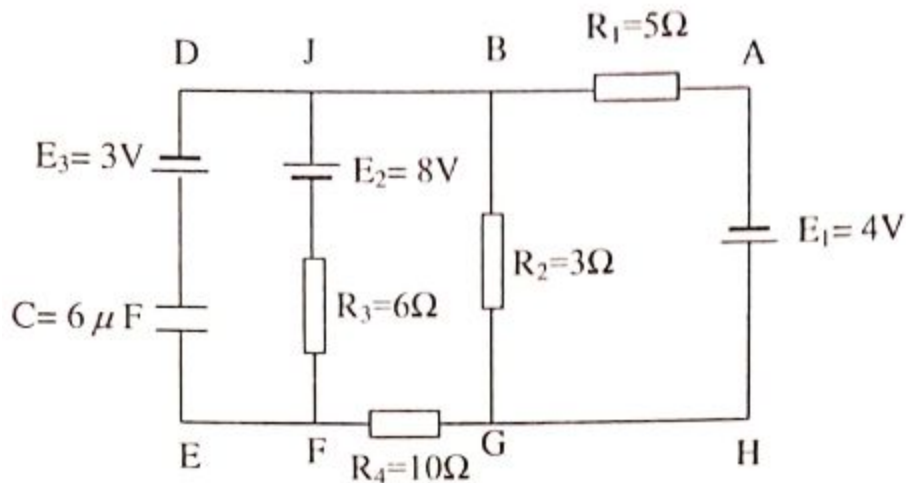 R₁=5Ω
D J B A
E₃= 3V
E₂= 8V
E₁= 4V
R₂=3Ω
C= 6 μ F
R₃=6Ω
E F G H
R₄=10Ω